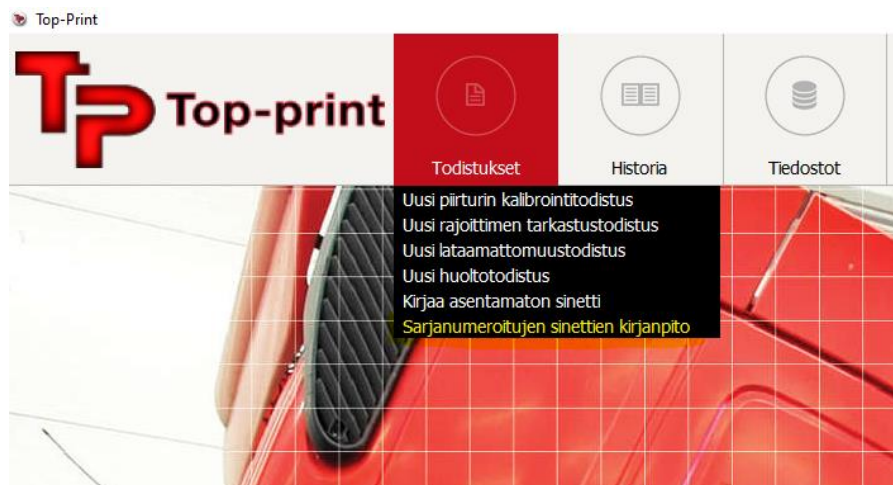 Top-Print
TP Top-print
Todistukset
Historia
Tiedostot
Uusi piirturin kalibrointitodistus
Uusi rajoittimen tarkastustodistus
Uusi lataamattomuustodistus
Uusi huoltotodistus
Kirjaa asentamaton sinetti
Sarjanumeroitujen sinettien kirjanpito